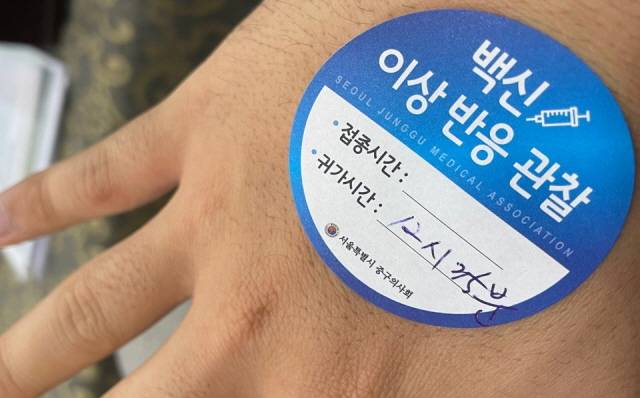 백신
이상 반응 관찰
SEOUL JUNGGU MEDICAL ASSOCIATION
• 접종시간 :
• 귀가시간 : 12시 25분
서울특별시 중구의사회